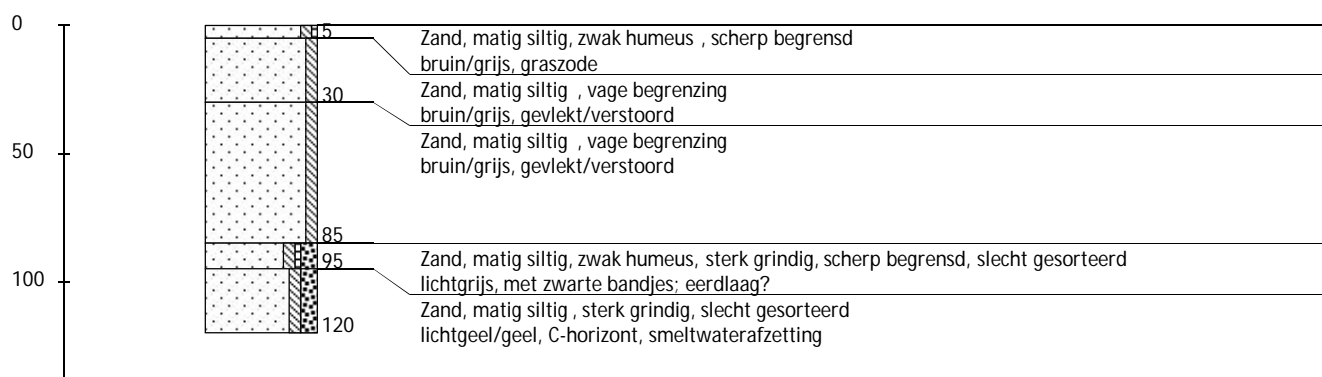 0
5
Zand, matig siltig, zwak humeus , scherp begrensd
bruin/grijs, graszode
Zand, matig siltig , vage begrenzing
30
bruin/grijs, gevlekt/verstoord
Zand, matig siltig , vage begrenzing
50
bruin/grijs, gevlekt/verstoord
85
Zand, matig siltig, zwak humeus, sterk grindig, scherp begrensd, slecht gesorteerd
95
100
lichtgrijs, met zwarte bandjes; eerdlaag?
Zand, matig siltig , sterk grindig, slecht gesorteerd
120
lichtgeel/geel, C-horizont, smeltwaterafzetting